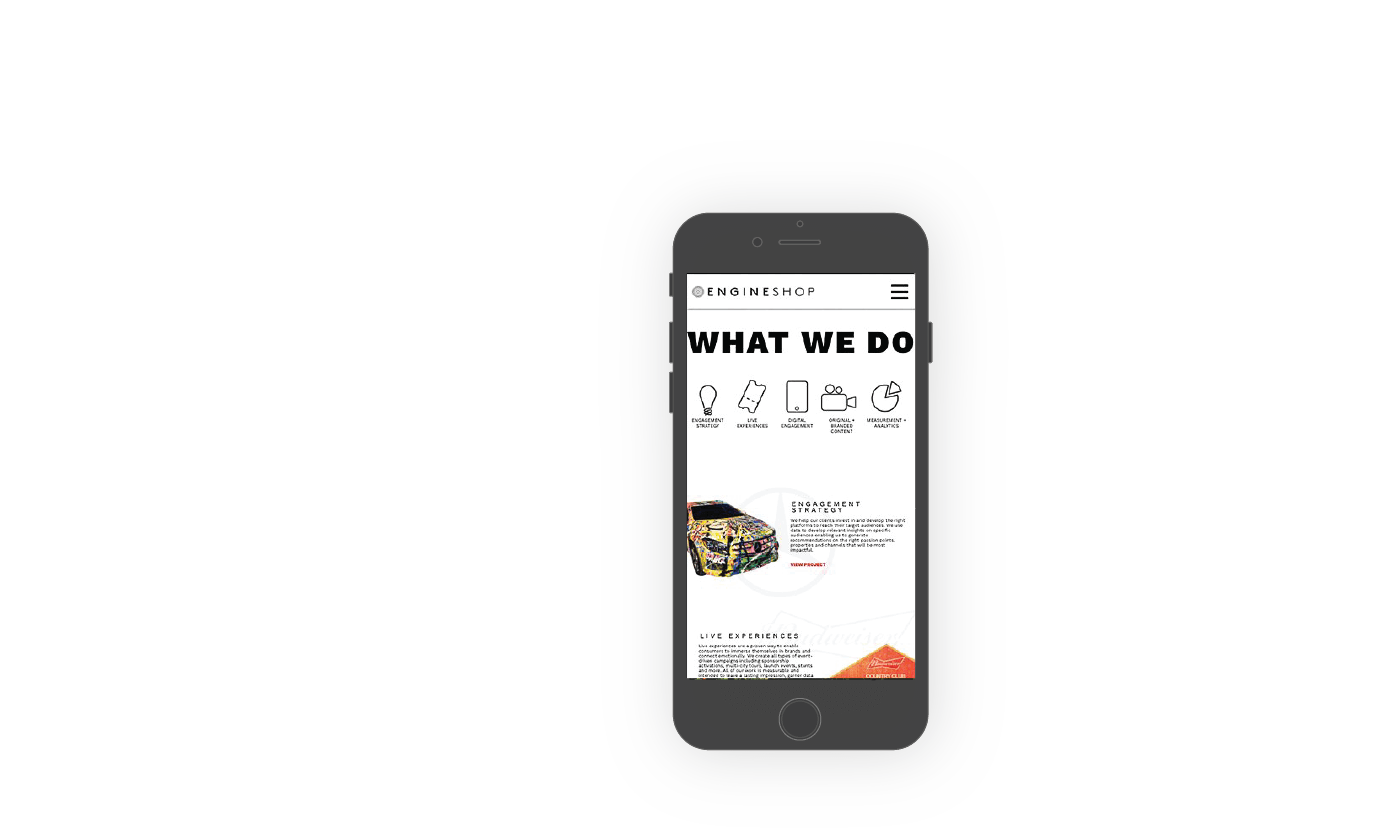 ENGINESHOP
WHAT WE DO
ENGAGEMENT
STRATEGY
LIVE
EXPERIENCES
DIGITAL
ENGAGEMENT
ORIGINAL +
BRANDED
CONTENT
MEASUREMENT +
ANALYTICS
ENGAGEMENT
STRATEGY
We help our clients invest in and develop the right
platforms to reach their target audiences. We use
data to develop relevant insights on specific
audiences enabling us to generate
recommendations on the right passion points,
properties and channels that will be most
impactful.
VIEW PROJECT
Budweiser
LIVE EXPERIENCES
Live experiences are a proven way to enable
consumers to immerse themselves in brands and
connect emotionally. We create all types of event-
driven campaigns including sponsorship
activations, multi-city tours, launch events, stunts
and more. All of our work is measurable and
intended to leave a lasting impression, garner data
Budweiser